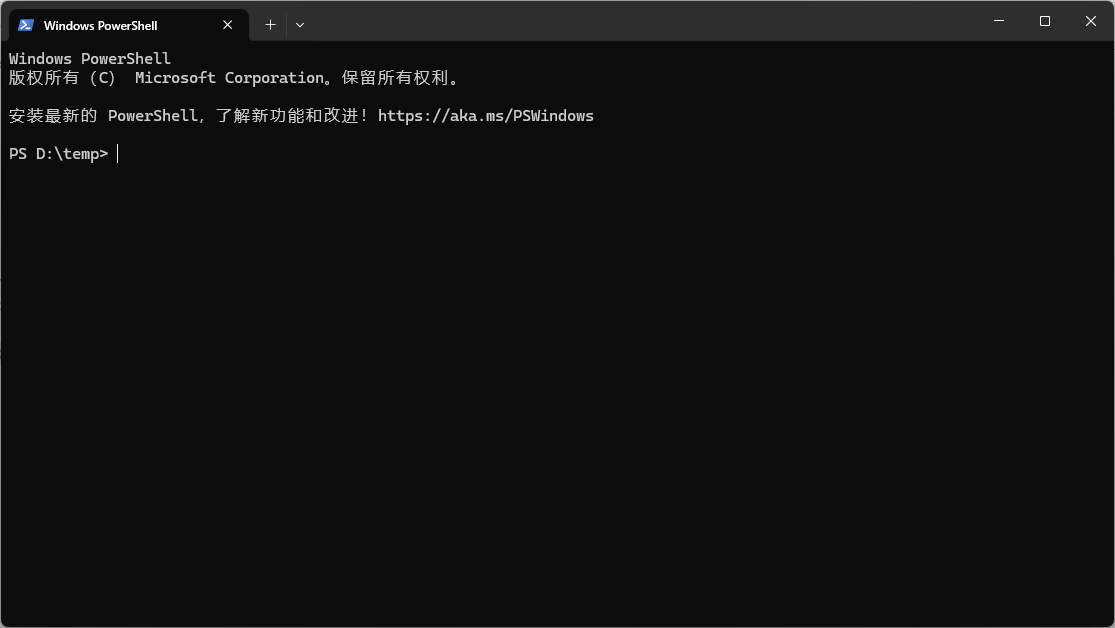 Windows PowerShell
Windows PowerShell
版权所有（C） Microsoft Corporation。保留所有权利。
安装最新的 PowerShell，了解新功能和改进！https://aka.ms/PSWindows
PS D:\temp>